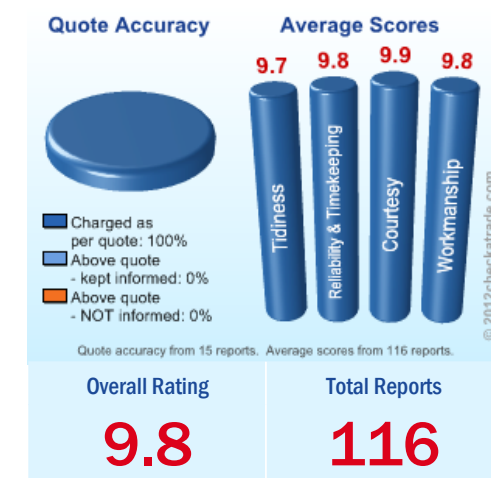 Quote Accuracy
Average Scores
9.7
9.8
9.9
9.8
Tidiness
Reliability & Timekeeping
Courtesy
Workmanship
Charged as
per quote: 100%
Above quote
- kept informed: 0%
Above quote
- NOT informed: 0%
© 2012checkatrade.com
Quote accuracy from 15 reports. Average scores from 116 reports.
Overall Rating
Total Reports
9.8
116